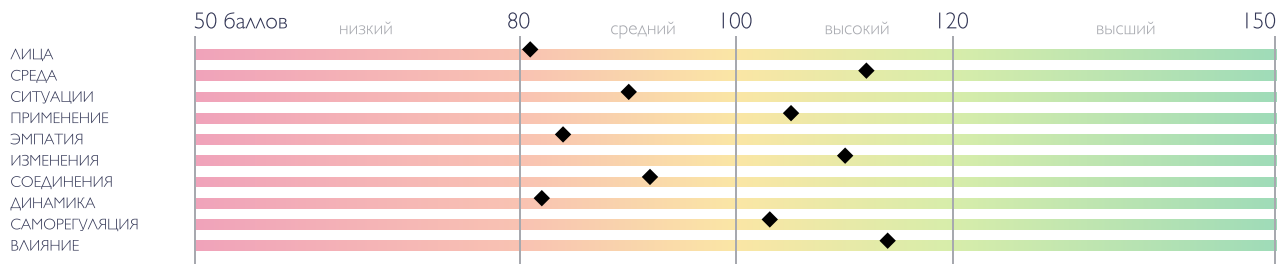 50 баллов 80 100 120 150
низкий средний высокий высший
ЛИЦА
СРЕДА
СИТУАЦИИ
ПРИМЕНЕНИЕ
ЭМПАТИЯ
ИЗМЕНЕНИЯ
СОЕДИНЕНИЯ
ДИНАМИКА
САМОРЕГУЛЯЦИЯ
ВЛИЯНИЕ